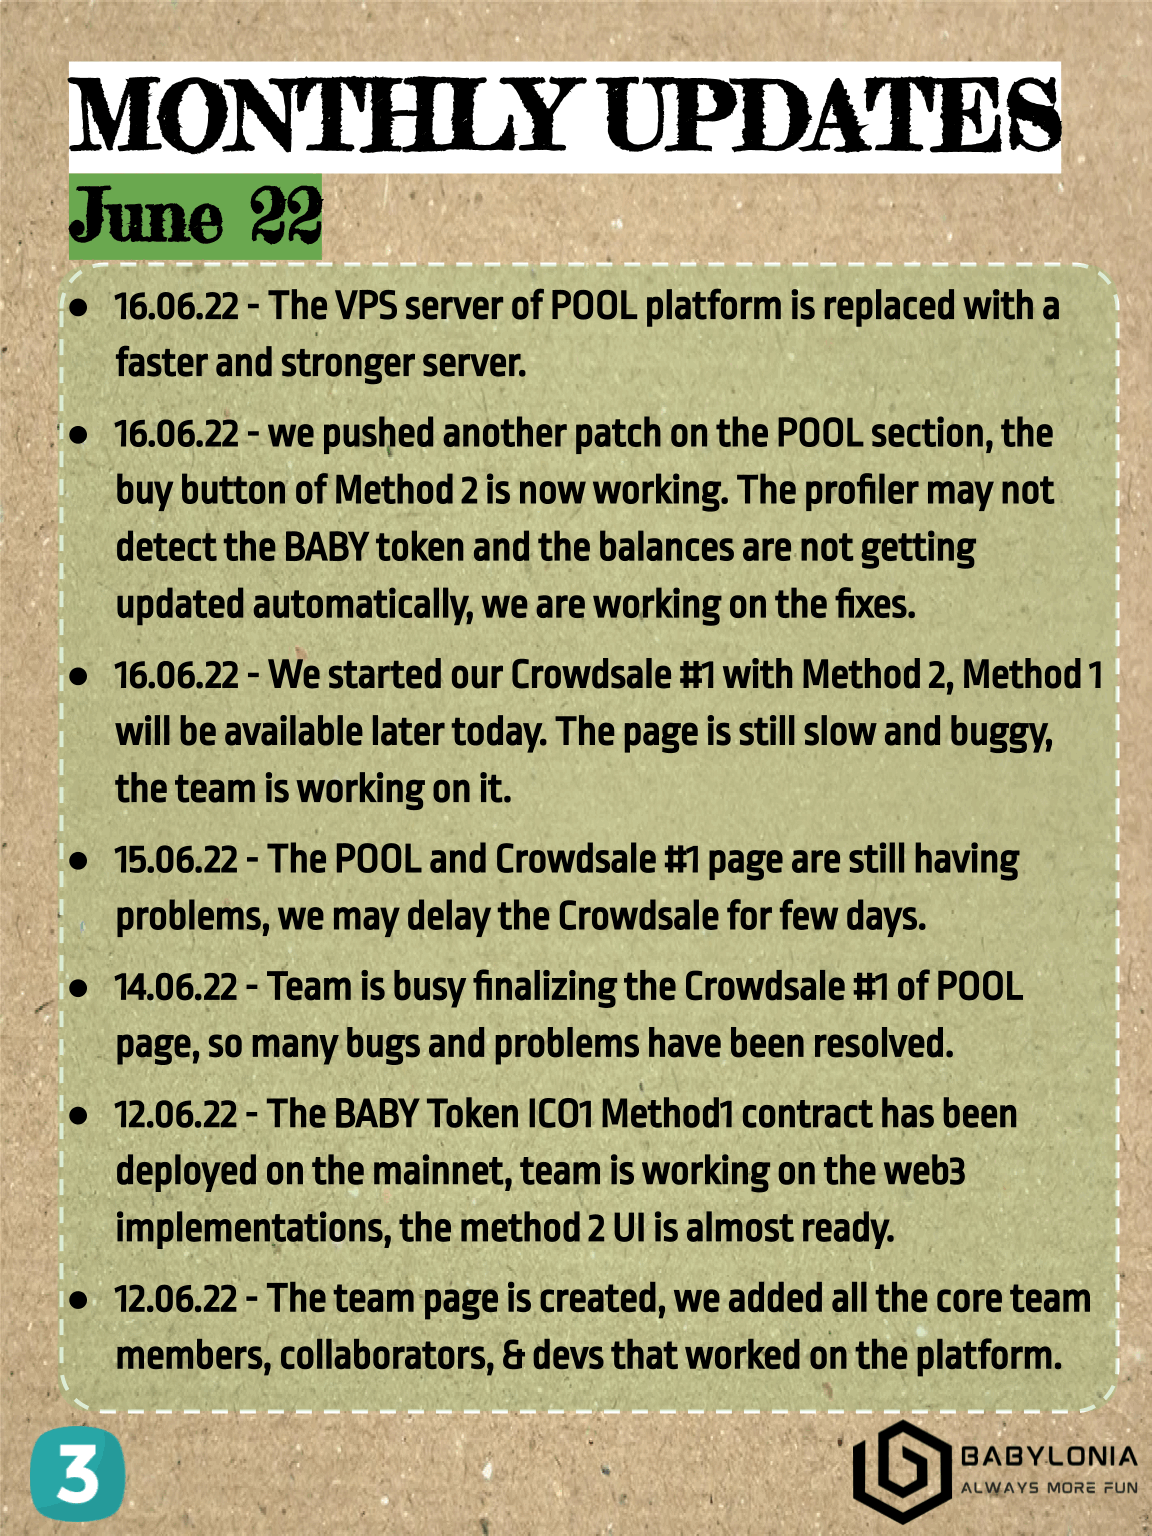 MONTHLY UPDATES
June 22
● 16.06.22 - The VPS server of POOL platform is replaced with a
faster and stronger server.
● 16.06.22 - we pushed another patch on the POOL section, the
buy button of Method 2 is now working. The profiler may not
detect the BABY token and the balances are not getting
updated automatically, we are working on the fixes.
● 16.06.22 - We started our Crowdsale #1 with Method 2, Method 1
will be available later today. The page is still slow and buggy,
the team is working on it.
● 15.06.22 - The POOL and Crowdsale #1 page are still having
problems, we may delay the Crowdsale for few days.
● 14.06.22 - Team is busy finalizing the Crowdsale #1 of POOL
page, so many bugs and problems have been resolved.
● 12.06.22 - The BABY Token ICO1 Method1 contract has been
deployed on the mainnet, team is working on the web3
implementations, the method 2 UI is almost ready.
● 12.06.22 - The team page is created, we added all the core team
members, collaborators, & devs that worked on the platform.
3
BABYLONIA
ALWAYS MORE FUN